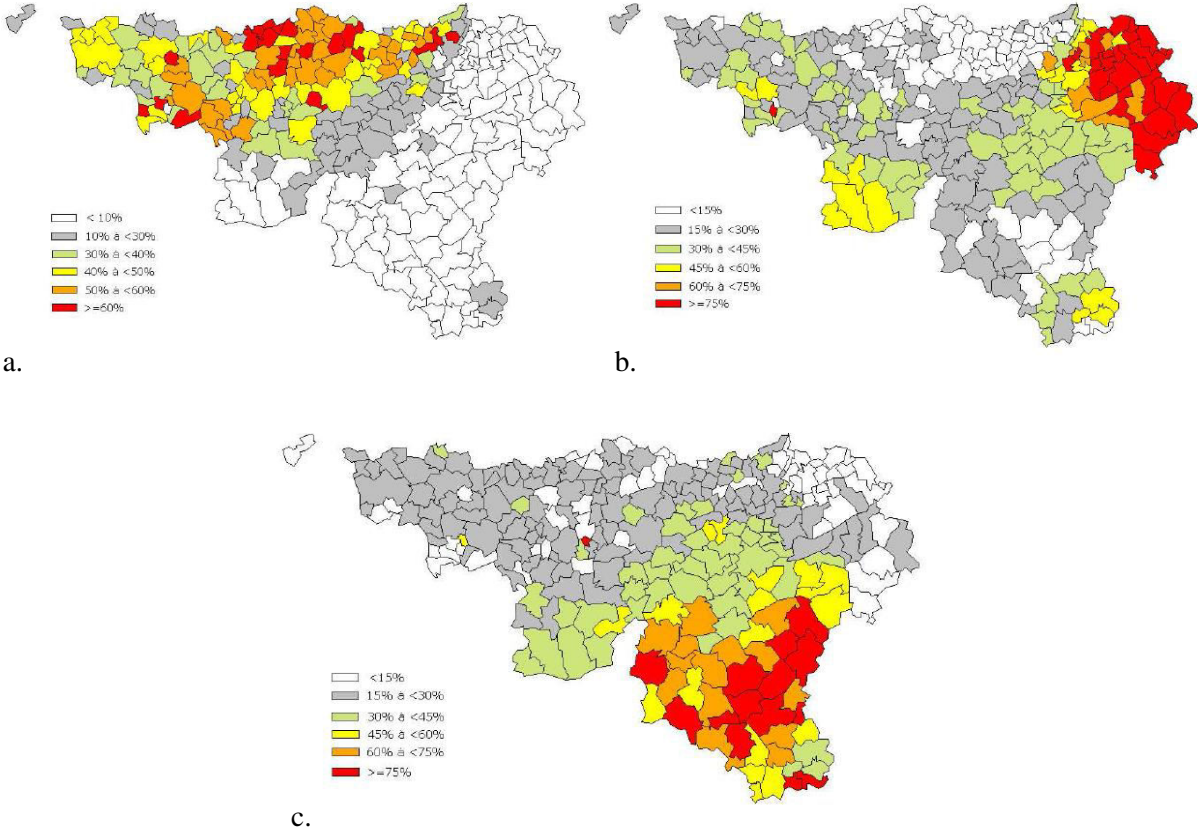 a.
< 10%
10% à <30%
30% à <40%
40% à <50%
50% à <60%
>=60%
b.
<15%
15% à <30%
30% à <45%
45% à <60%
60% à <75%
>=75%
c.
<15%
15% à <30%
30% à <45%
45% à <60%
60% à <75%
>=75%